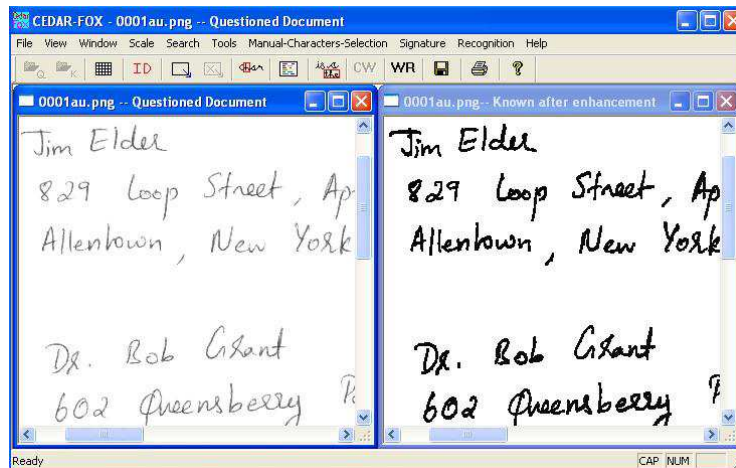 CEDAR-FOX - 0001au.png -- Questioned Document
File View Window Scale Search Tools Manual-Characters-Selection Signature Recognition Help
ID CW WR ?
0001au.png -- Questioned Document
Jim Elder
829 Loop Street, Ap
Allentown, New York
Dr. Bob Grant
602 Queensberry
0001au.png-- Known after enhancement
Jim Elder
829 Loop Street, Ap
Allentown, New York
Dr. Bob Grant
602 Queensberry
Ready
CAP NUM